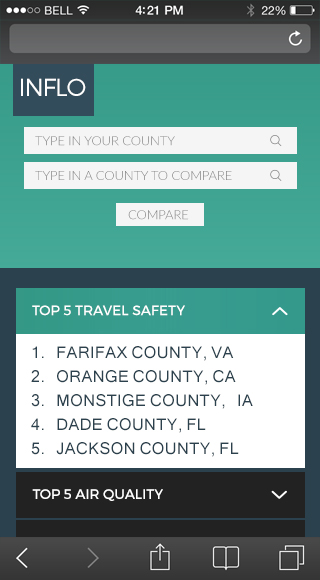 BELL 4:21 PM 22%
INFLO
TYPE IN YOUR COUNTY
TYPE IN A COUNTY TO COMPARE
COMPARE
TOP 5 TRAVEL SAFETY
1. FARIFAX COUNTY, VA
2. ORANGE COUNTY, CA
3. MONSTIGE COUNTY, IA
4. DADE COUNTY, FL
5. JACKSON COUNTY, FL
TOP 5 AIR QUALITY